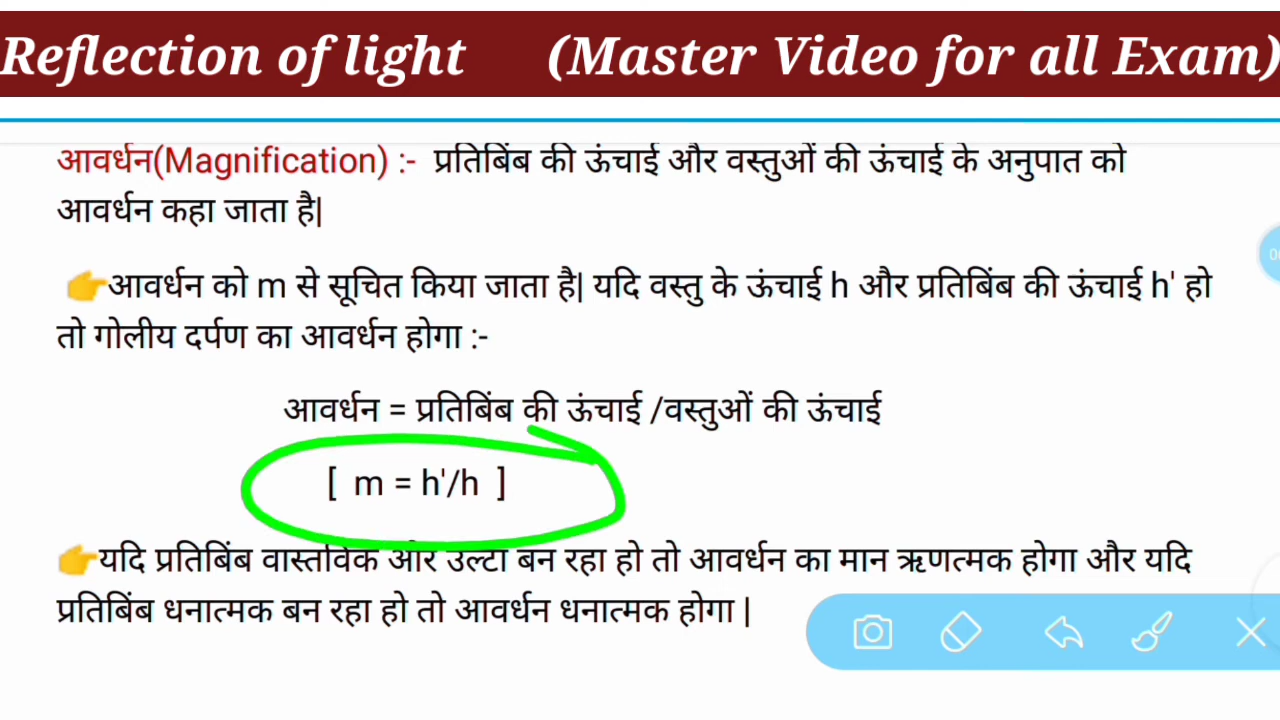 Reflection of light (Master Video for all Exam)
आवर्धन(Magnification) :- प्रतिबिंब की ऊंचाई और वस्तुओं की ऊंचाई के अनुपात को
आवर्धन कहा जाता है|
👉आवर्धन को m से सूचित किया जाता है| यदि वस्तु के ऊंचाई h और प्रतिबिंब की ऊंचाई h' हो
तो गोलीय दर्पण का आवर्धन होगा :-
आवर्धन = प्रतिबिंब की ऊंचाई /वस्तुओं की ऊंचाई
[ m = h'/h ]
👉यदि प्रतिबिंब वास्तविक और उल्टा बन रहा हो तो आवर्धन का मान ऋणत्मक होगा और यदि
प्रतिबिंब धनात्मक बन रहा हो तो आवर्धन धनात्मक होगा |